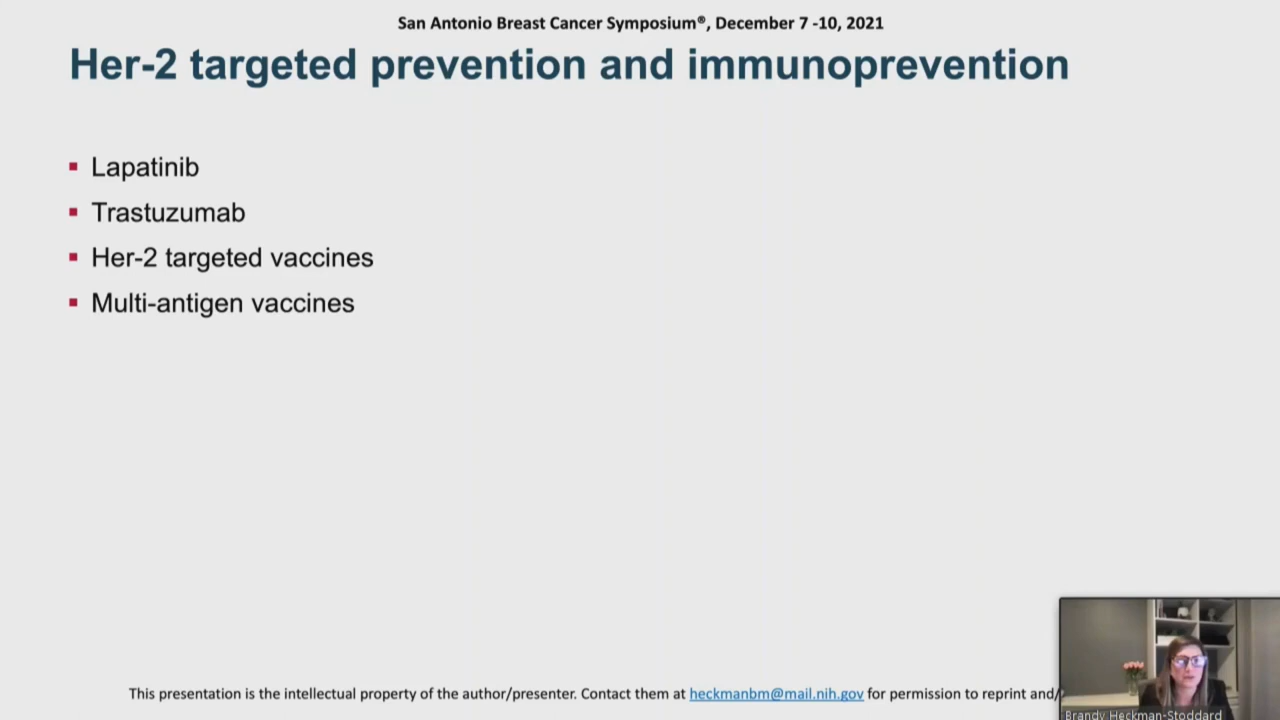 San Antonio Breast Cancer Symposium®, December 7 -10, 2021
Her-2 targeted prevention and immunoprevention
▪ Lapatinib
▪ Trastuzumab
▪ Her-2 targeted vaccines
▪ Multi-antigen vaccines
This presentation is the intellectual property of the author/presenter. Contact them at heckmanbm@mail.nih.gov for permission to reprint and/
Brandy Heckman-Stoddard